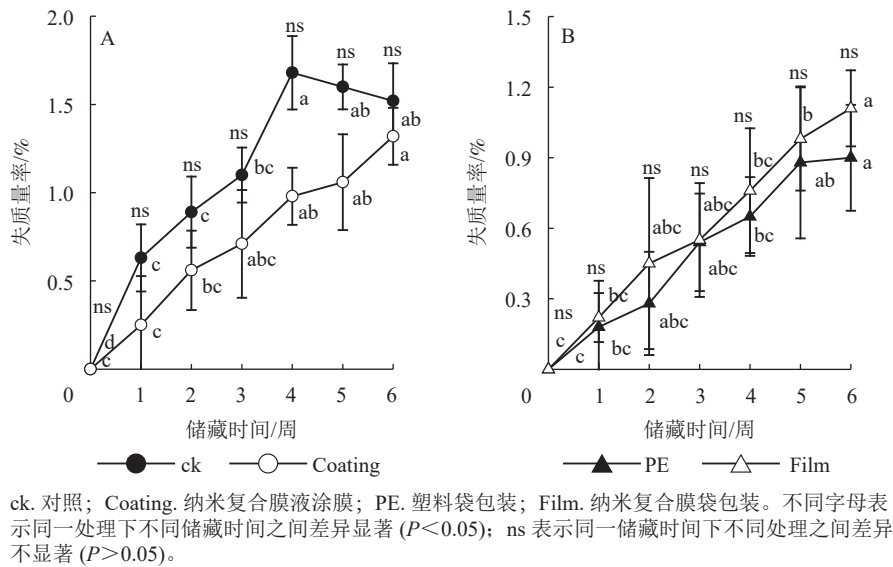 A
2.0
1.5
1.0
0.5
0
失质量率/%
ns
ns
ns
ns
ns
ns
ns
d
c
c
c
bc
a
ab
ab
c
bc
abc
ab
ab
a
1 2 3 4 5 6
储藏时间/周
ck Coating
B
1.5
1.2
0.9
0.6
0.3
0
失质量率/%
ns
ns
ns
ns
ns
ns
ns
c
bc
abc
abc
bc
b
a
c
bc
abc
abc
bc
ab
a
1 2 3 4 5 6
储藏时间/周
PE Film
ck. 对照；Coating. 纳米复合膜液涂膜；PE. 塑料袋包装；Film. 纳米复合膜袋包装。不同字母表
示同一处理下不同储藏时间之间差异显著 (P＜0.05)；ns 表示同一储藏时间下不同处理之间差异
不显著 (P＞0.05)。